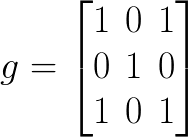 g = [1 0 1
0 1 0
1 0 1]